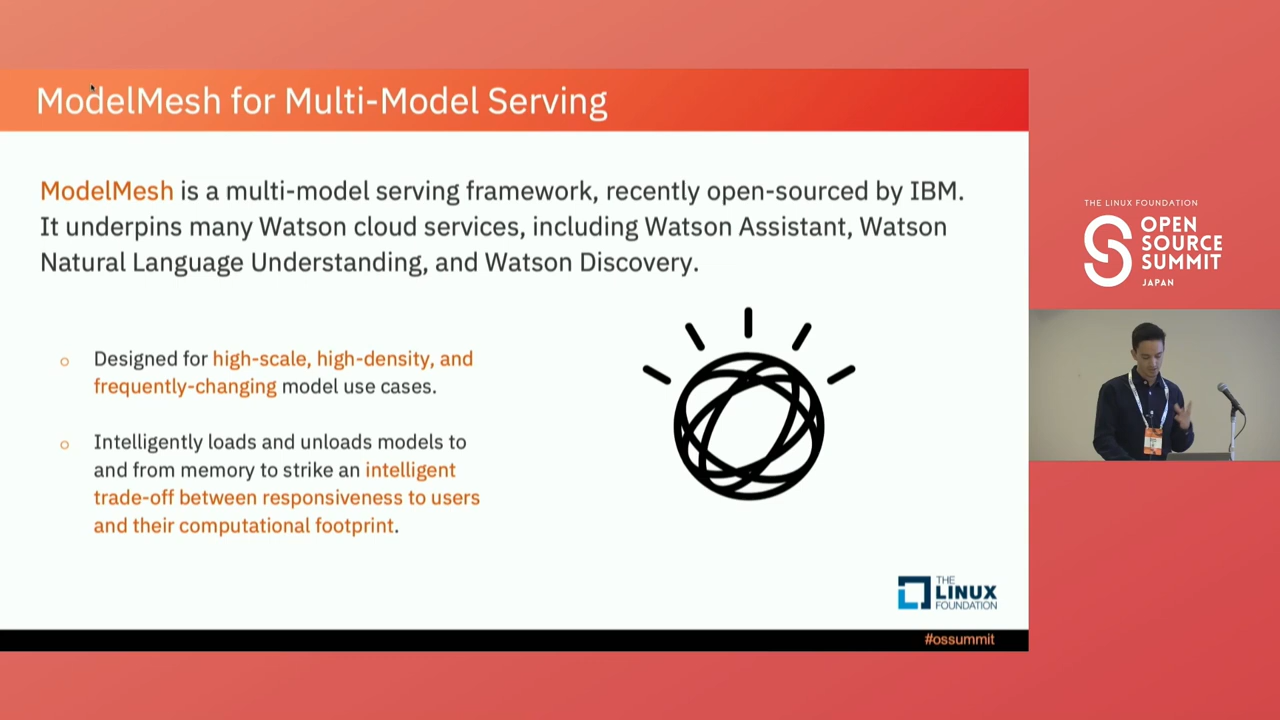 ModelMesh for Multi-Model Serving
ModelMesh is a multi-model serving framework, recently open-sourced by IBM.
It underpins many Watson cloud services, including Watson Assistant, Watson
Natural Language Understanding, and Watson Discovery.
○ Designed for high-scale, high-density, and
frequently-changing model use cases.
○ Intelligently loads and unloads models to
and from memory to strike an intelligent
trade-off between responsiveness to users
and their computational footprint.
THE
LINUX
FOUNDATION
#ossummit
THE LINUX FOUNDATION
OPEN
SOURCE
SUMMIT
JAPAN